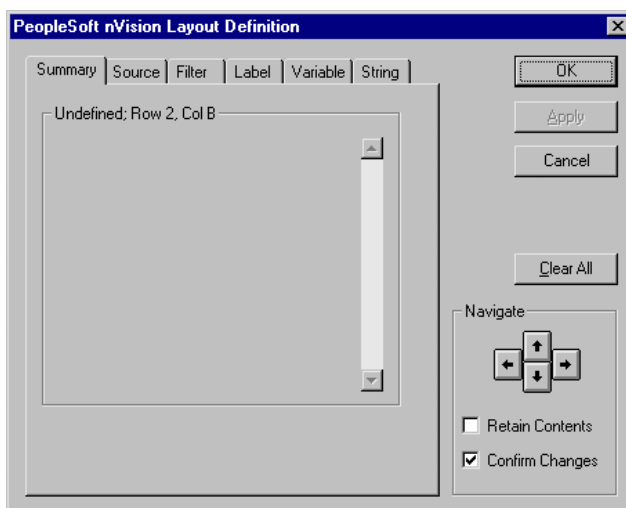 PeopleSoft nVision Layout Definition
Summary Source Filter Label Variable String
Undefined; Row 2, Col B
OK
Apply
Cancel
Clear All
Navigate
Retain Contents
Confirm Changes